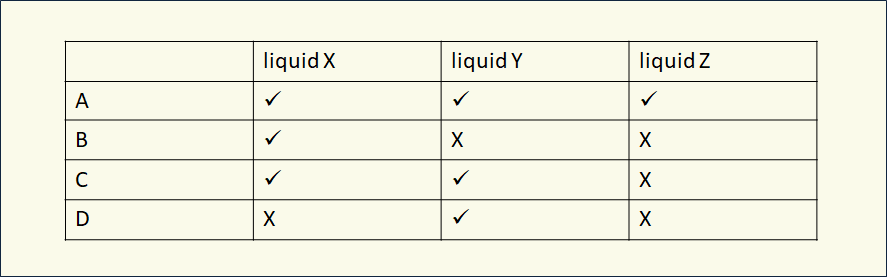 liquid X liquid Y liquid Z
A ✓ ✓ ✓
B ✓ X X
C ✓ ✓ X
D X ✓ X